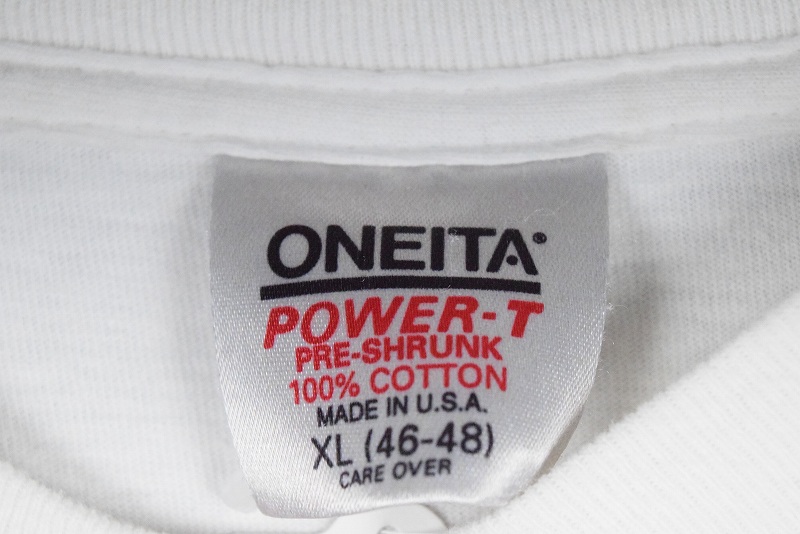 ONEITA®
POWER-T
PRE-SHRUNK
100% COTTON
MADE IN U.S.A.
XL (46-48)
CARE OVER